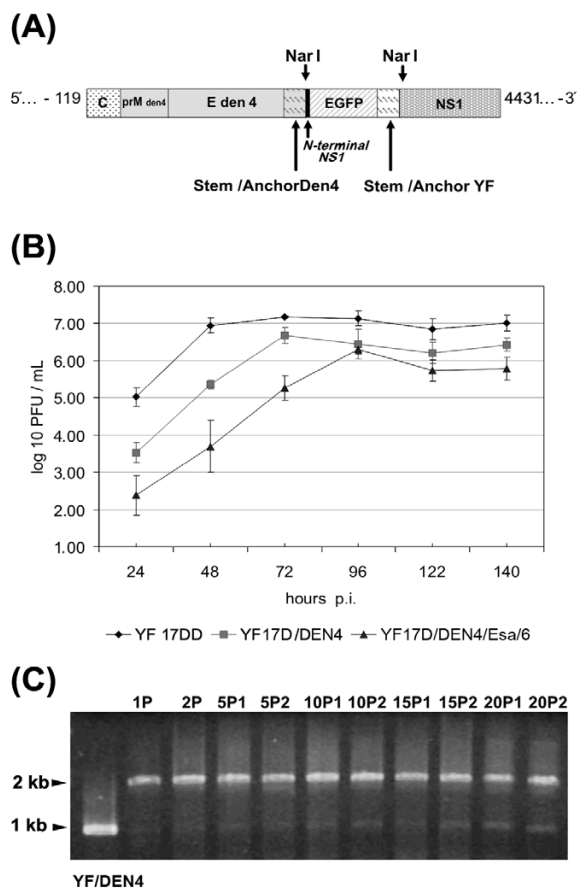 (A)
Nar I Nar I
5´... - 119 C prM den4 E den 4 EGFP NS1 4431... -3´
N-terminal
NS1
Stem /AnchorDen4 Stem /Anchor YF
(B)
8.00
7.00
6.00
5.00
4.00
3.00
2.00
1.00
log 10 PFU / mL
24 48 72 96 122 140
hours p.i.
YF 17DD YF17D/DEN4 YF17D/DEN4/Esa/6
(C)
1P 2P 5P1 5P2 10P1 10P2 15P1 15P2 20P1 20P2
2 kb
1 kb
YF/DEN4